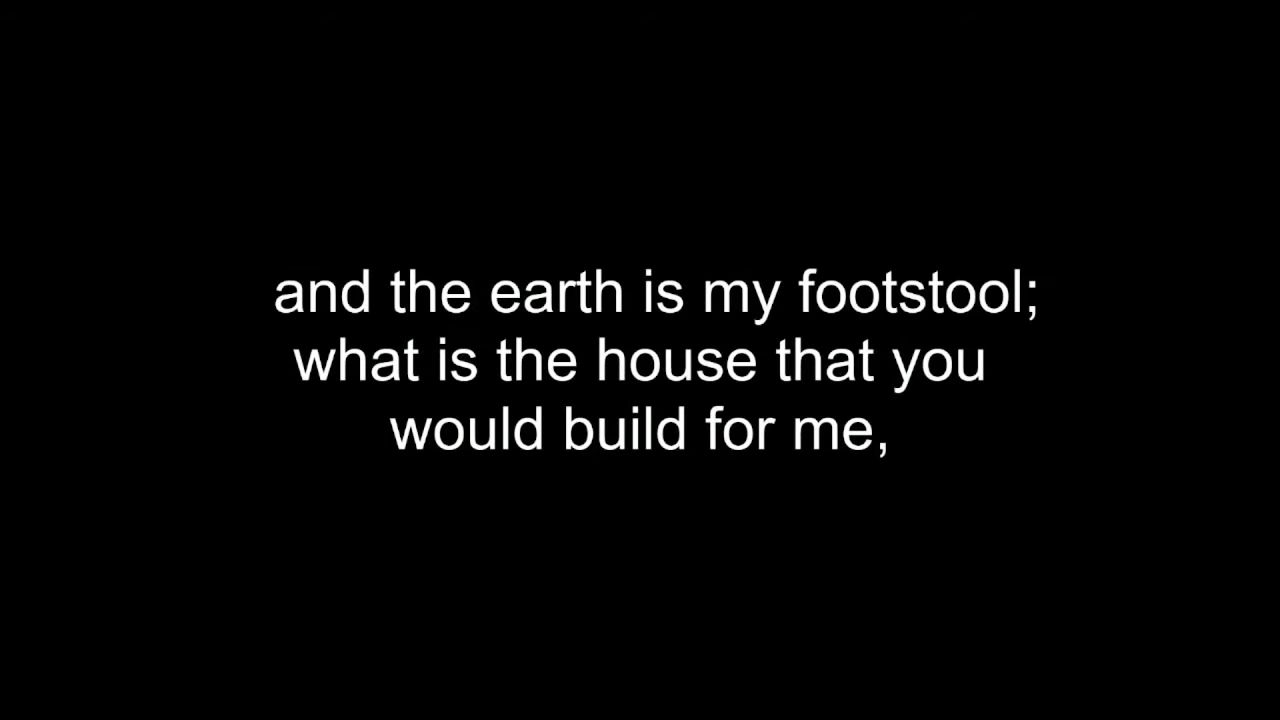 and the earth is my footstool;
what is the house that you
would build for me,